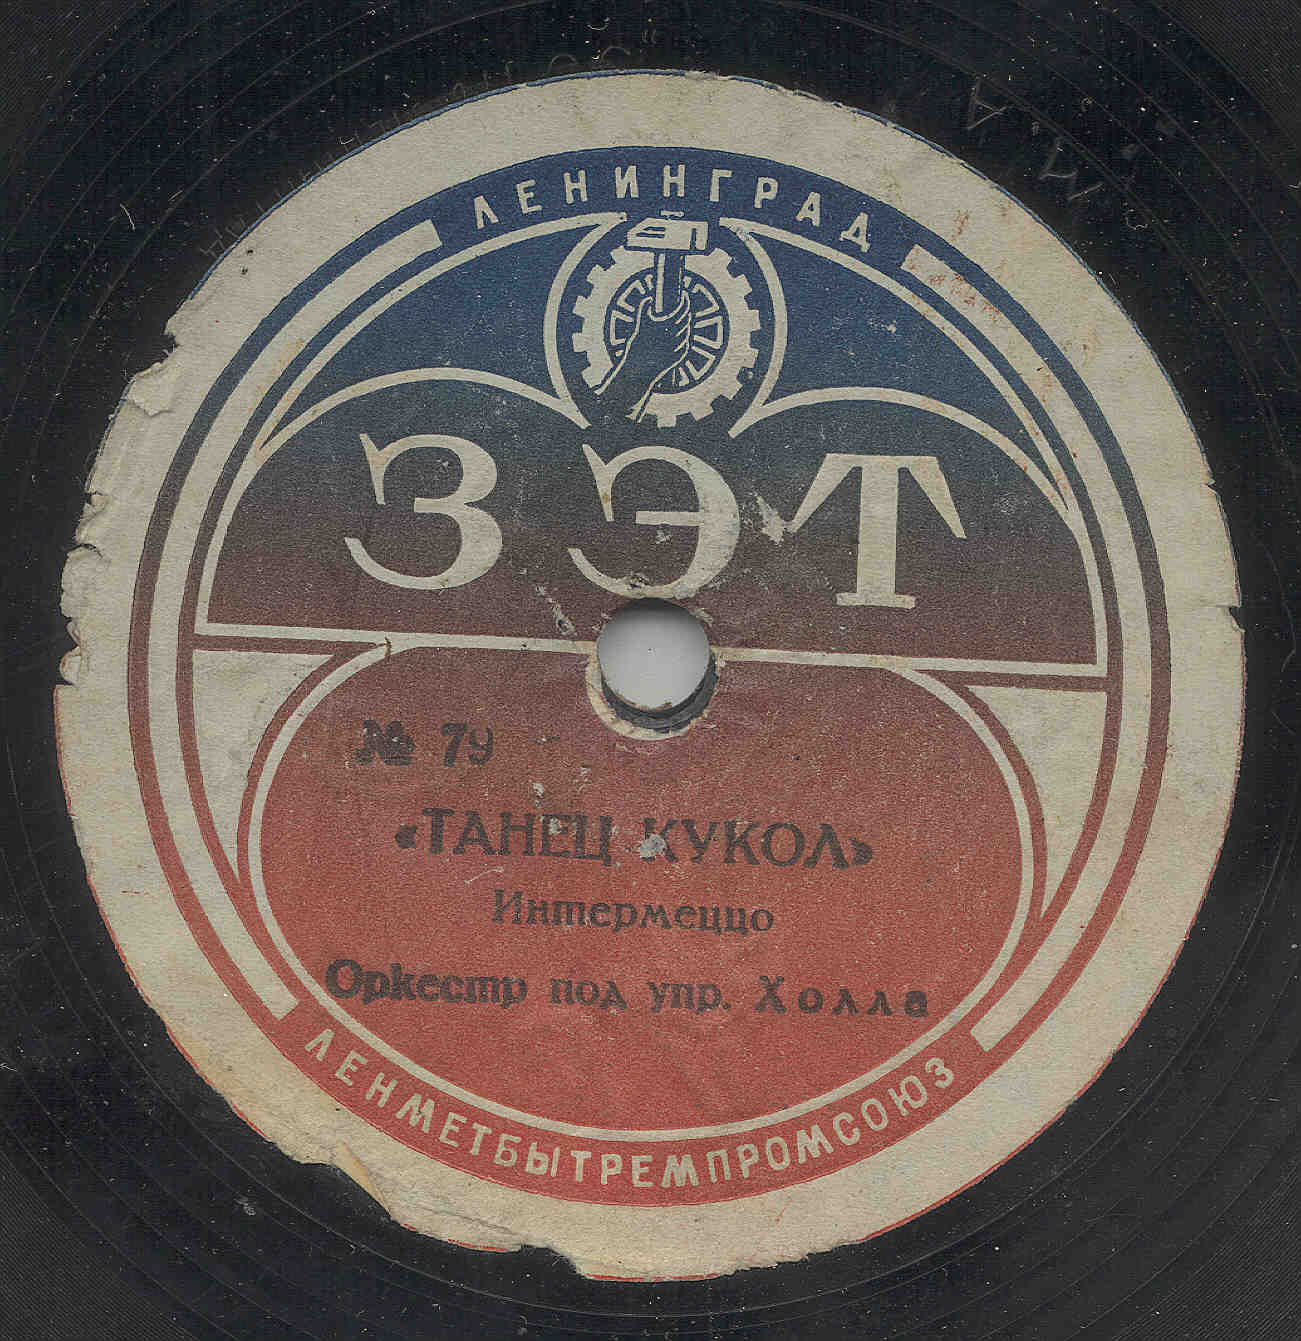 ЛЕНИНГРАД
ЗЭТ
№ 79
«ТАНЕЦ КУКОЛ»
Интермеццо
Оркестр под упр. Холла
ЛЕНМЕТБЫТРЕМПРОМСОЮЗ